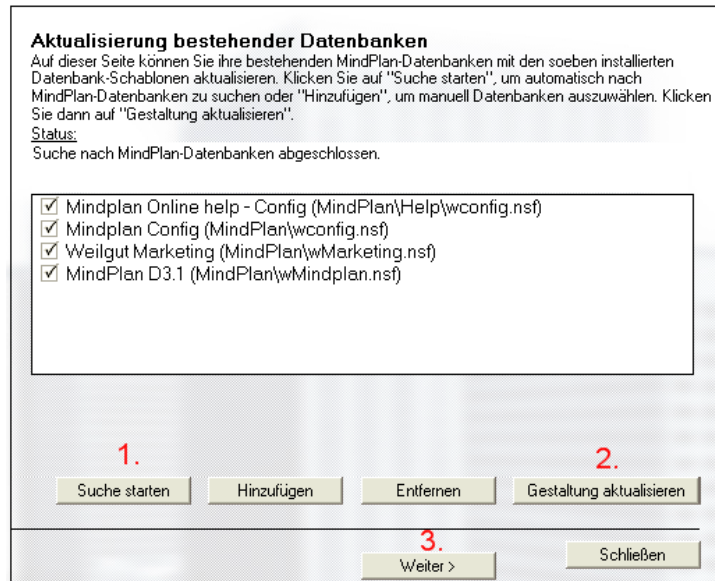 Aktualisierung bestehender Datenbanken
Auf dieser Seite können Sie ihre bestehenden MindPlan-Datenbanken mit den soeben installierten
Datenbank-Schablonen aktualisieren. Klicken Sie auf "Suche starten", um automatisch nach
MindPlan-Datenbanken zu suchen oder "Hinzufügen", um manuell Datenbanken auszuwählen. Klicken
Sie dann auf "Gestaltung aktualisieren".
Status:
Suche nach MindPlan-Datenbanken abgeschlossen.
Mindplan Online help - Config (MindPlan\Help\wconfig.nsf)
Mindplan Config (MindPlan\wconfig.nsf)
Weilgut Marketing (MindPlan\wMarketing.nsf)
MindPlan D3.1 (MindPlan\wMindplan.nsf)
1. 2.
Suche starten Hinzufügen Entfernen Gestaltung aktualisieren
3.
Weiter > Schließen